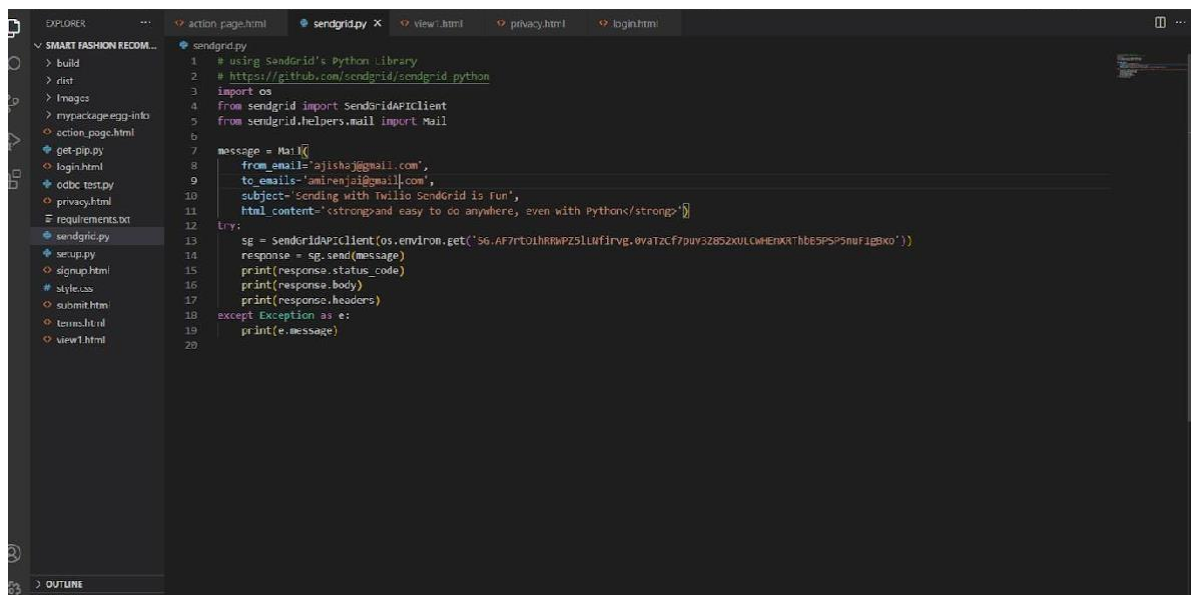 EXPLORER
SMART FASHION RECOM...
build
dist
Images
mypackage.egg-info
action_page.html
get-pip.py
login.html
odbc test.py
privacy.html
requirements.txt
sendgrid.py
setup.py
signup.html
style.css
submit.html
terms.html
view1.html
OUTLINE
action_page.html sendgrid.py view1.html privacy.html login.html
sendgrid.py
1 # using SendGrid's Python Library
2 # https://github.com/sendgrid/sendgrid-python
3 import os
4 from sendgrid import SendGridAPIClient
5 from sendgrid.helpers.mail import Mail
6
7 message = Mail(
8 from_email='ajishaj@gmail.com',
9 to_emails='amirenjai@gmail.com',
10 subject='Sending with Twilio SendGrid is Fun',
11 html_content='<strong>and easy to do anywhere, even with Python</strong>')
12 try:
13 sg = SendGridAPIClient(os.environ.get(''))
14 response = sg.send(message)
15 print(response.status_code)
16 print(response.body)
17 print(response.headers)
18 except Exception as e:
19 print(e.message)
20